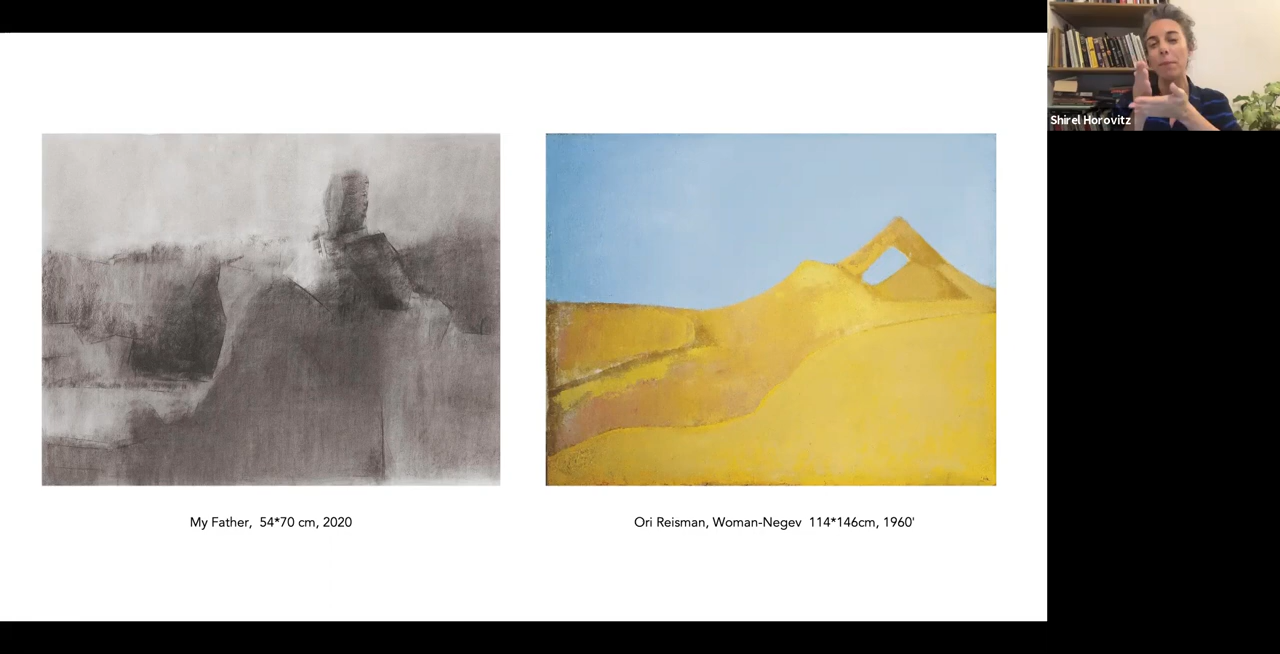 Shirel Horovitz
My Father,  54*70 cm, 2020
Ori Reisman, Woman-Negev  114*146cm, 1960'